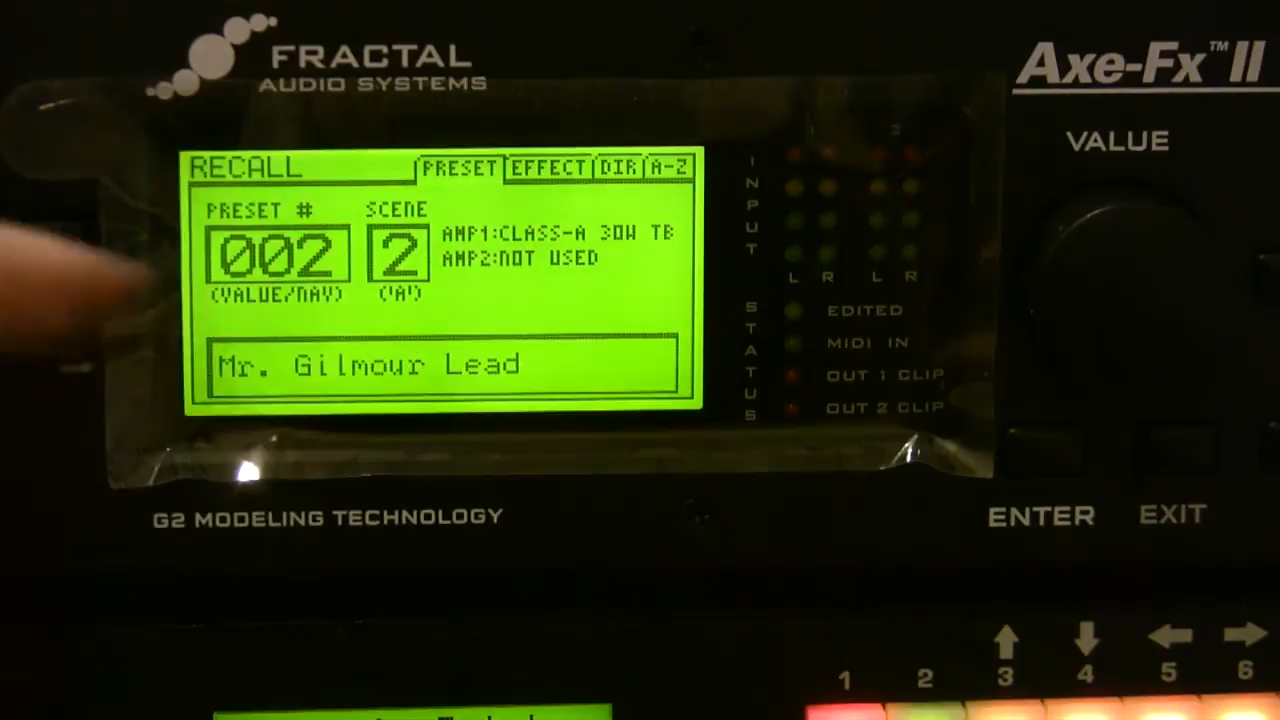 FRACTAL
AUDIO SYSTEMS
Axe-Fx™ II
VALUE
RECALL
PRESET EFFECT DIR A-Z
PRESET # SCENE
002 2
AMP1:CLASS-A 30W TB
AMP2:NOT USED
(VALUE/NAV) ('A')
Mr. Gilmour Lead
INPUT
2
L R L R
STATUS
EDITED
MIDI IN
OUT 1 CLIP
OUT 2 CLIP
G2 MODELING TECHNOLOGY
ENTER EXIT
1 2 3 4 5 6